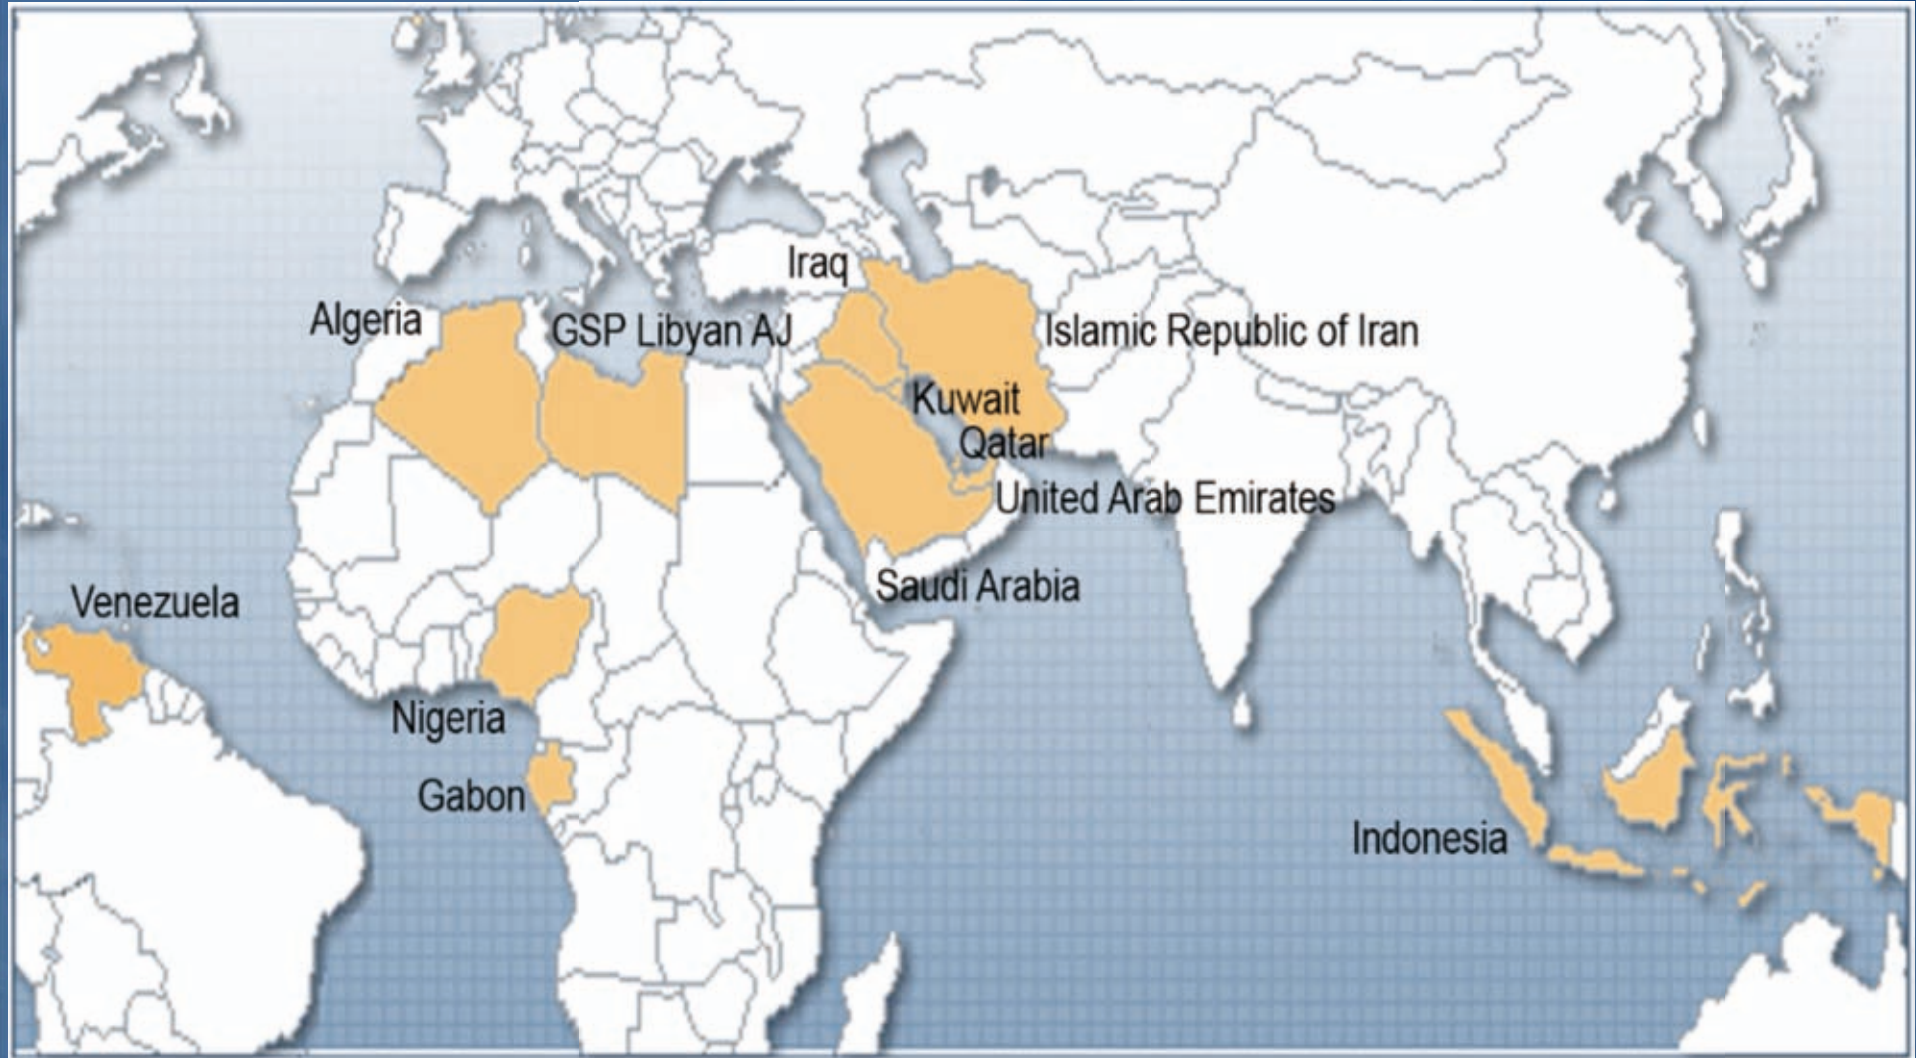 Iraq
Algeria
GSP Libyan AJ
Islamic Republic of Iran
Kuwait
Qatar
United Arab Emirates
Saudi Arabia
Venezuela
Nigeria
Gabon
Indonesia